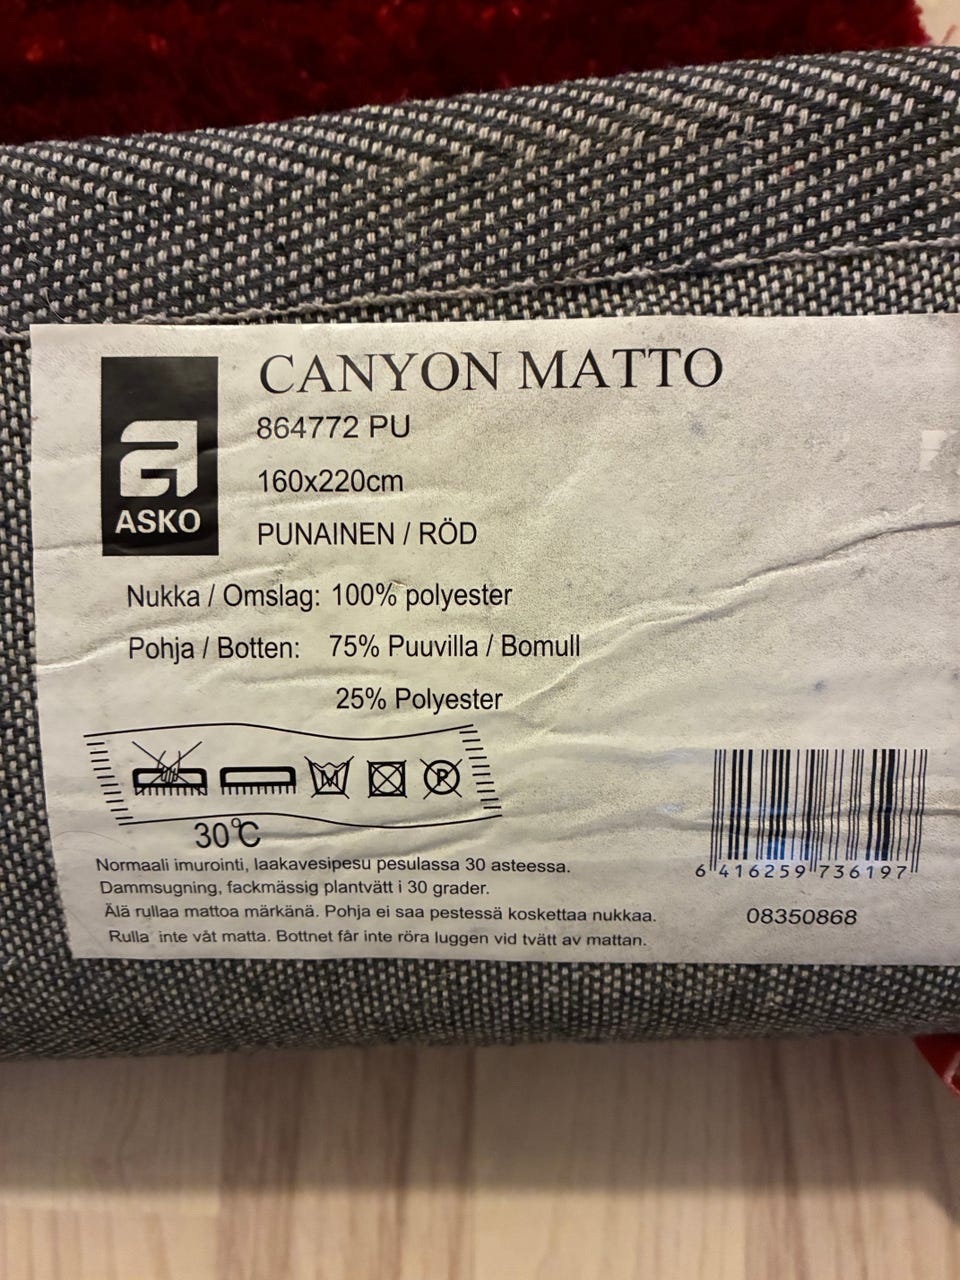 CANYON MATTO
864772 PU
ASKO
160x220cm
PUNAINEN / RÖD
Nukka / Omslag: 100% polyester
Pohja / Botten: 75% Puuvilla / Bomull
25% Polyester
P
30°C
Normaali imurointi, laakavesipesu pesulassa 30 asteessa.
Dammsugning, fackmässig plantvätt i 30 grader.
Älä rullaa mattoa märkänä. Pohja ei saa pestessä koskettaa nukkaa.
Rulla inte våt matta. Bottnet får inte röra luggen vid tvätt av mattan.
6 416259 736197
08350868